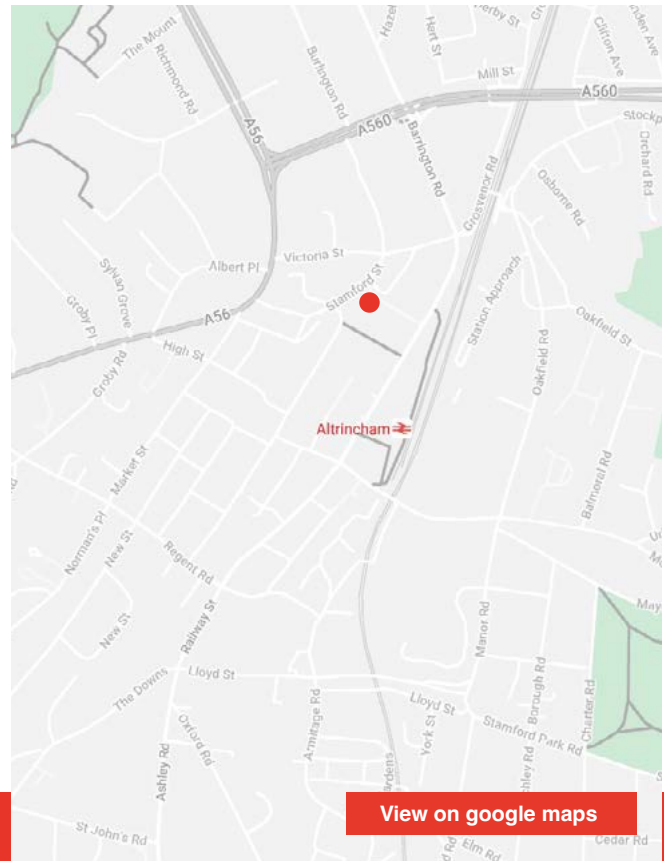 Hazel
Derby St
Hert St
Clifton Ave
The Mount
Richmond Rd
Burlington Rd
Mill St
A560
A560
A56
A560
Barrington Rd
Orchard Rd
Grosvenor Rd
Osborne Rd
Victoria St
Albert Pl
Sylvan Grove
Stamford St
Station Approach
Groby Pl
A56
Oakfield St
High St
Groby Rd
Oakfield Rd
Altrincham
Market St
Balmoral Rd
Norman's Pl
New St
Regent Rd
Railway St
New St
Manor Rd
Lloyd St
The Downs
Lloyd St
Borough Rd
Charter Rd
Armitage Rd
York St
Stamford Park Rd
Oxford Rd
Ashley Rd
View on google maps
St John's Rd
Elm Rd
Cedar Rd